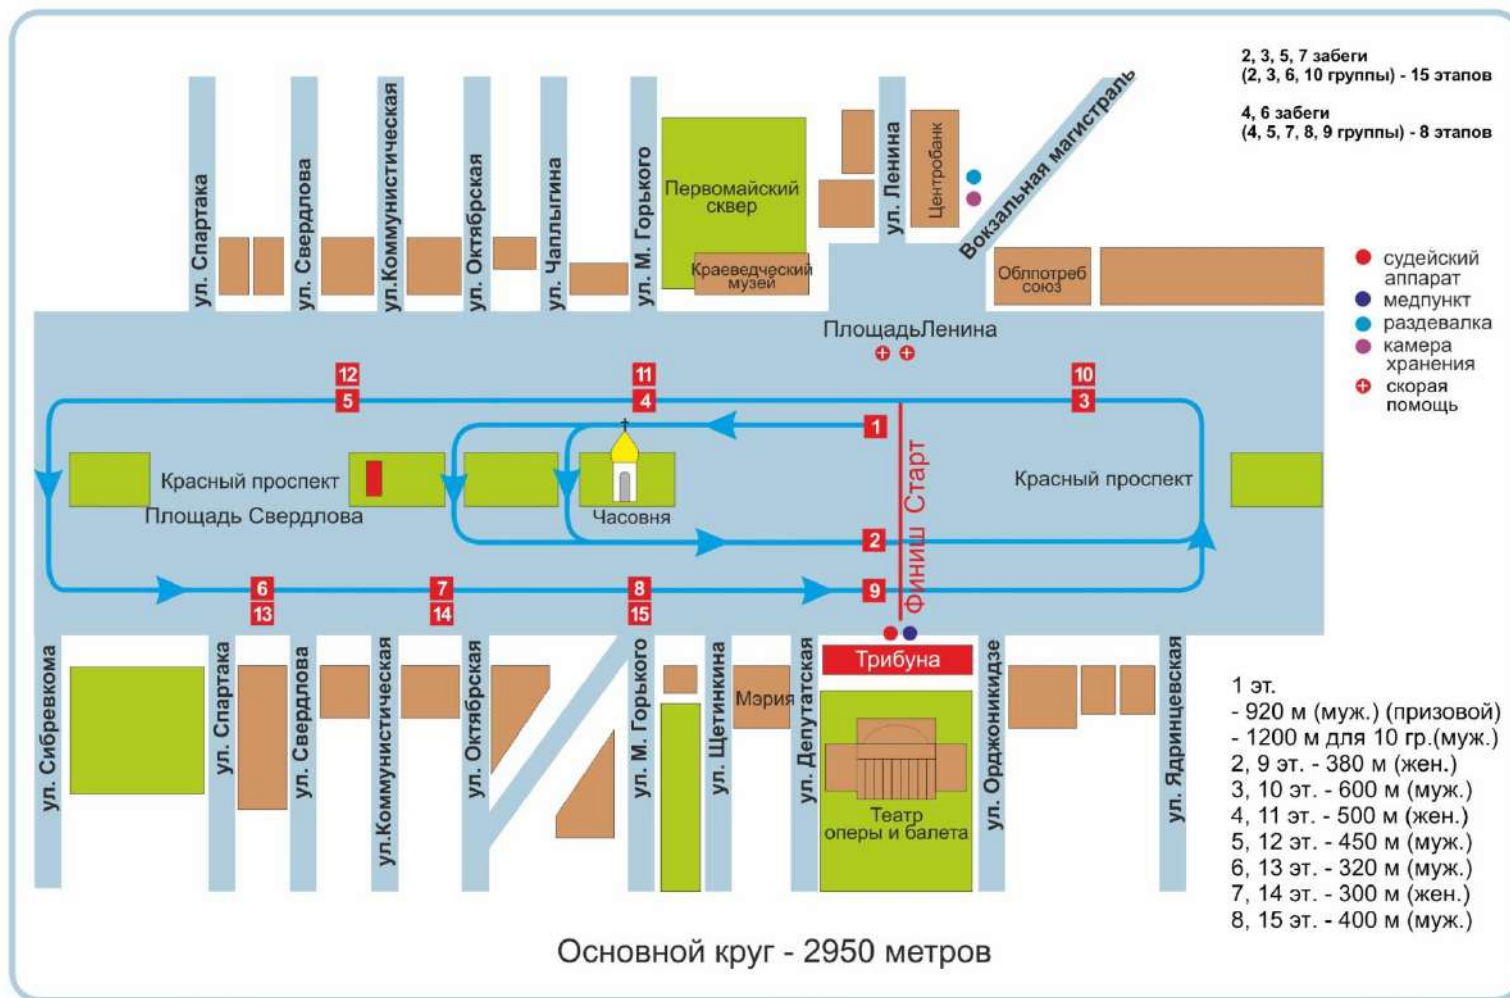 2, 3, 5, 7 забеги
(2, 3, 6, 10 группы) - 15 этапов
4, 6 забеги
(4, 5, 7, 8, 9 группы) - 8 этапов
ул. Спартака
ул. Свердлова
ул.Коммунистическая
ул. Октябрская
ул. Чаплыгина
ул. М. Горького
Первомайский
сквер
Краеведческий
музей
ул. Ленина
Центробанк
Вокзальная магистраль
Облпотреб
союз
судейский
аппарат
медпункт
раздевалка
камера
хранения
скорая
помощь
ПлощадьЛенина
12
11
10
5
4
3
1
Красный проспект
Площадь Свердлова
Часовня
Финиш Старт
Красный проспект
2
6
7
8
9
13
14
15
ул. Сибревкома
ул. Спартака
ул. Свердлова
ул.Коммунистическая
ул. Октябрская
ул. М. Горького
ул. Щетинкина
Мэрия
ул. Депутатская
Трибуна
Театр
оперы и балета
ул. Орджоникидзе
ул. Ядринцевская
1 эт.
- 920 м (муж.) (призовой)
- 1200 м для 10 гр.(муж.)
2, 9 эт. - 380 м (жен.)
3, 10 эт. - 600 м (муж.)
4, 11 эт. - 500 м (жен.)
5, 12 эт. - 450 м (муж.)
6, 13 эт. - 320 м (муж.)
7, 14 эт. - 300 м (жен.)
8, 15 эт. - 400 м (муж.)
Основной круг - 2950 метров